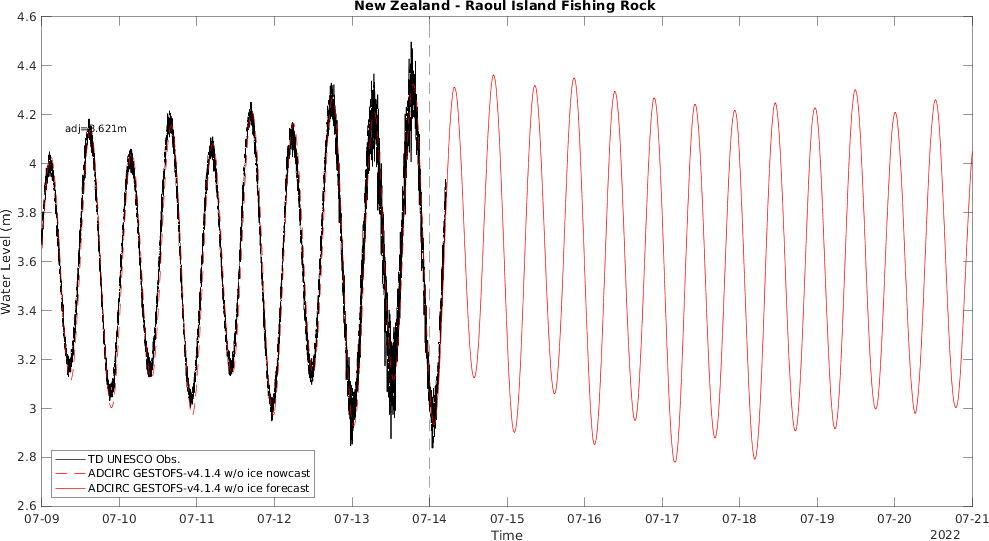 New Zealand - Raoul Island Fishing Rock
4.6
4.4
4.2
4
3.8
3.6
3.4
3.2
3
2.8
2.6
Water Level (m)
adj=3.621m
TD UNESCO Obs.
ADCIRC GESTOFS-v4.1.4 w/o ice nowcast
ADCIRC GESTOFS-v4.1.4 w/o ice forecast
07-09 07-10 07-11 07-12 07-13 07-14 07-15 07-16 07-17 07-18 07-19 07-20 07-21
Time
2022